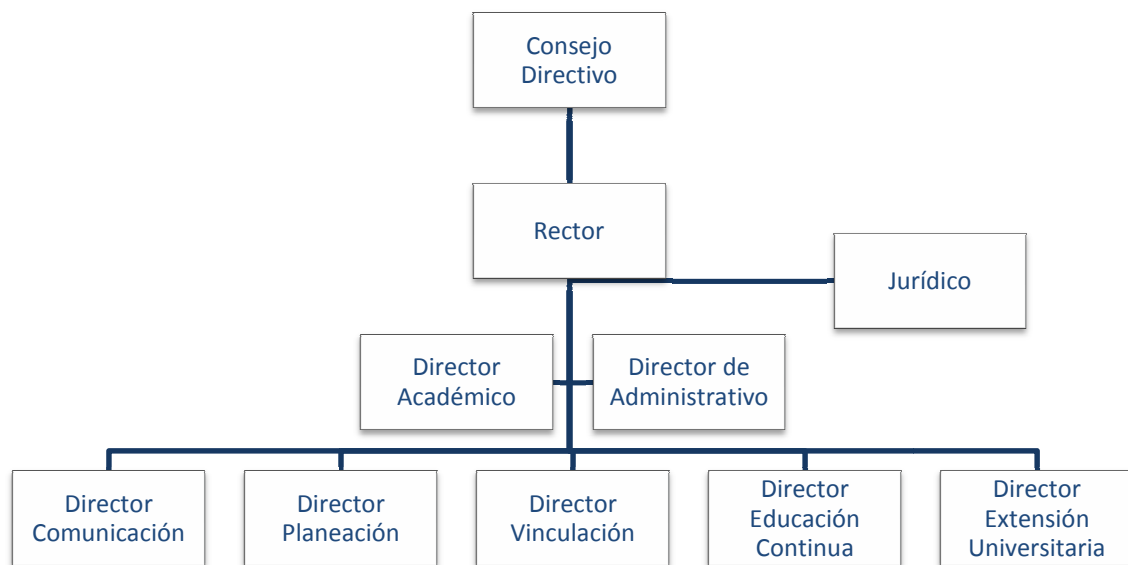 Consejo
Directivo
Rector
Jurídico
Director
Académico
Director de
Administrativo
Director
Comunicación
Director
Planeación
Director
Vinculación
Director
Educación
Continua
Director
Extensión
Universitaria